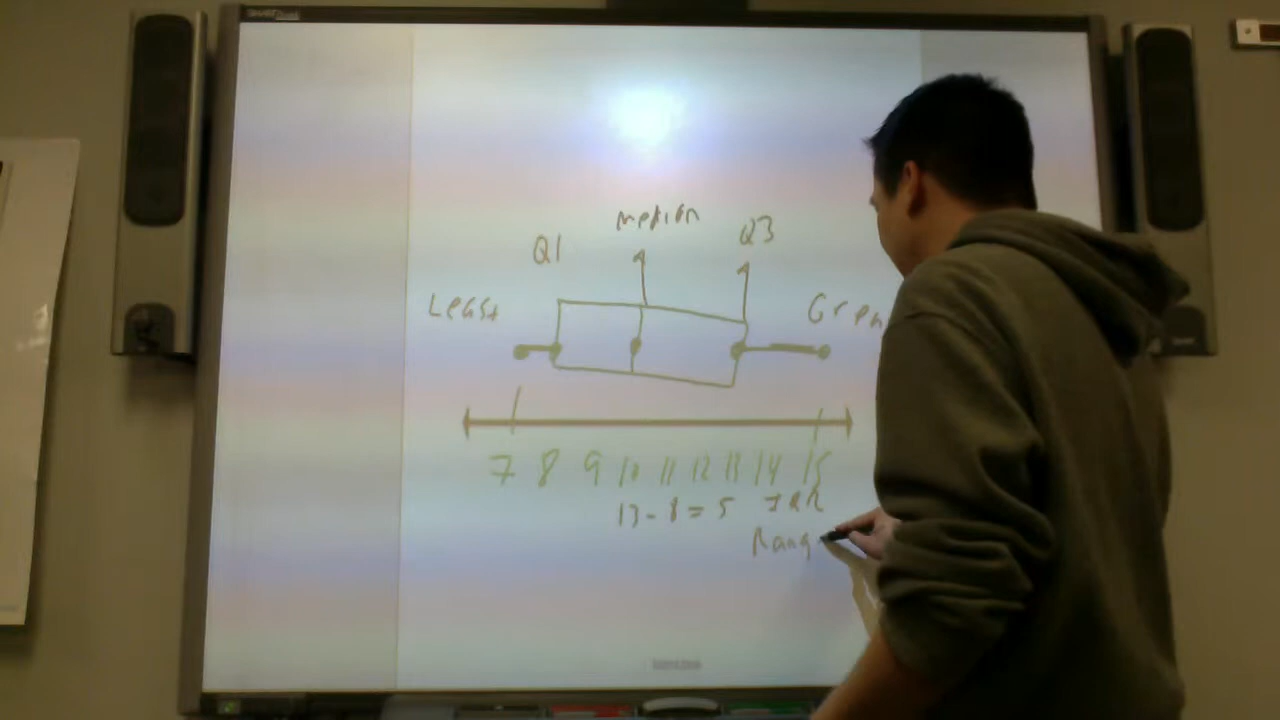 SMART
median
Q1
Q3
Least
Grea
7 8 9 10 11 12 13 14 15
13 - 8 = 5 IQR
Rang